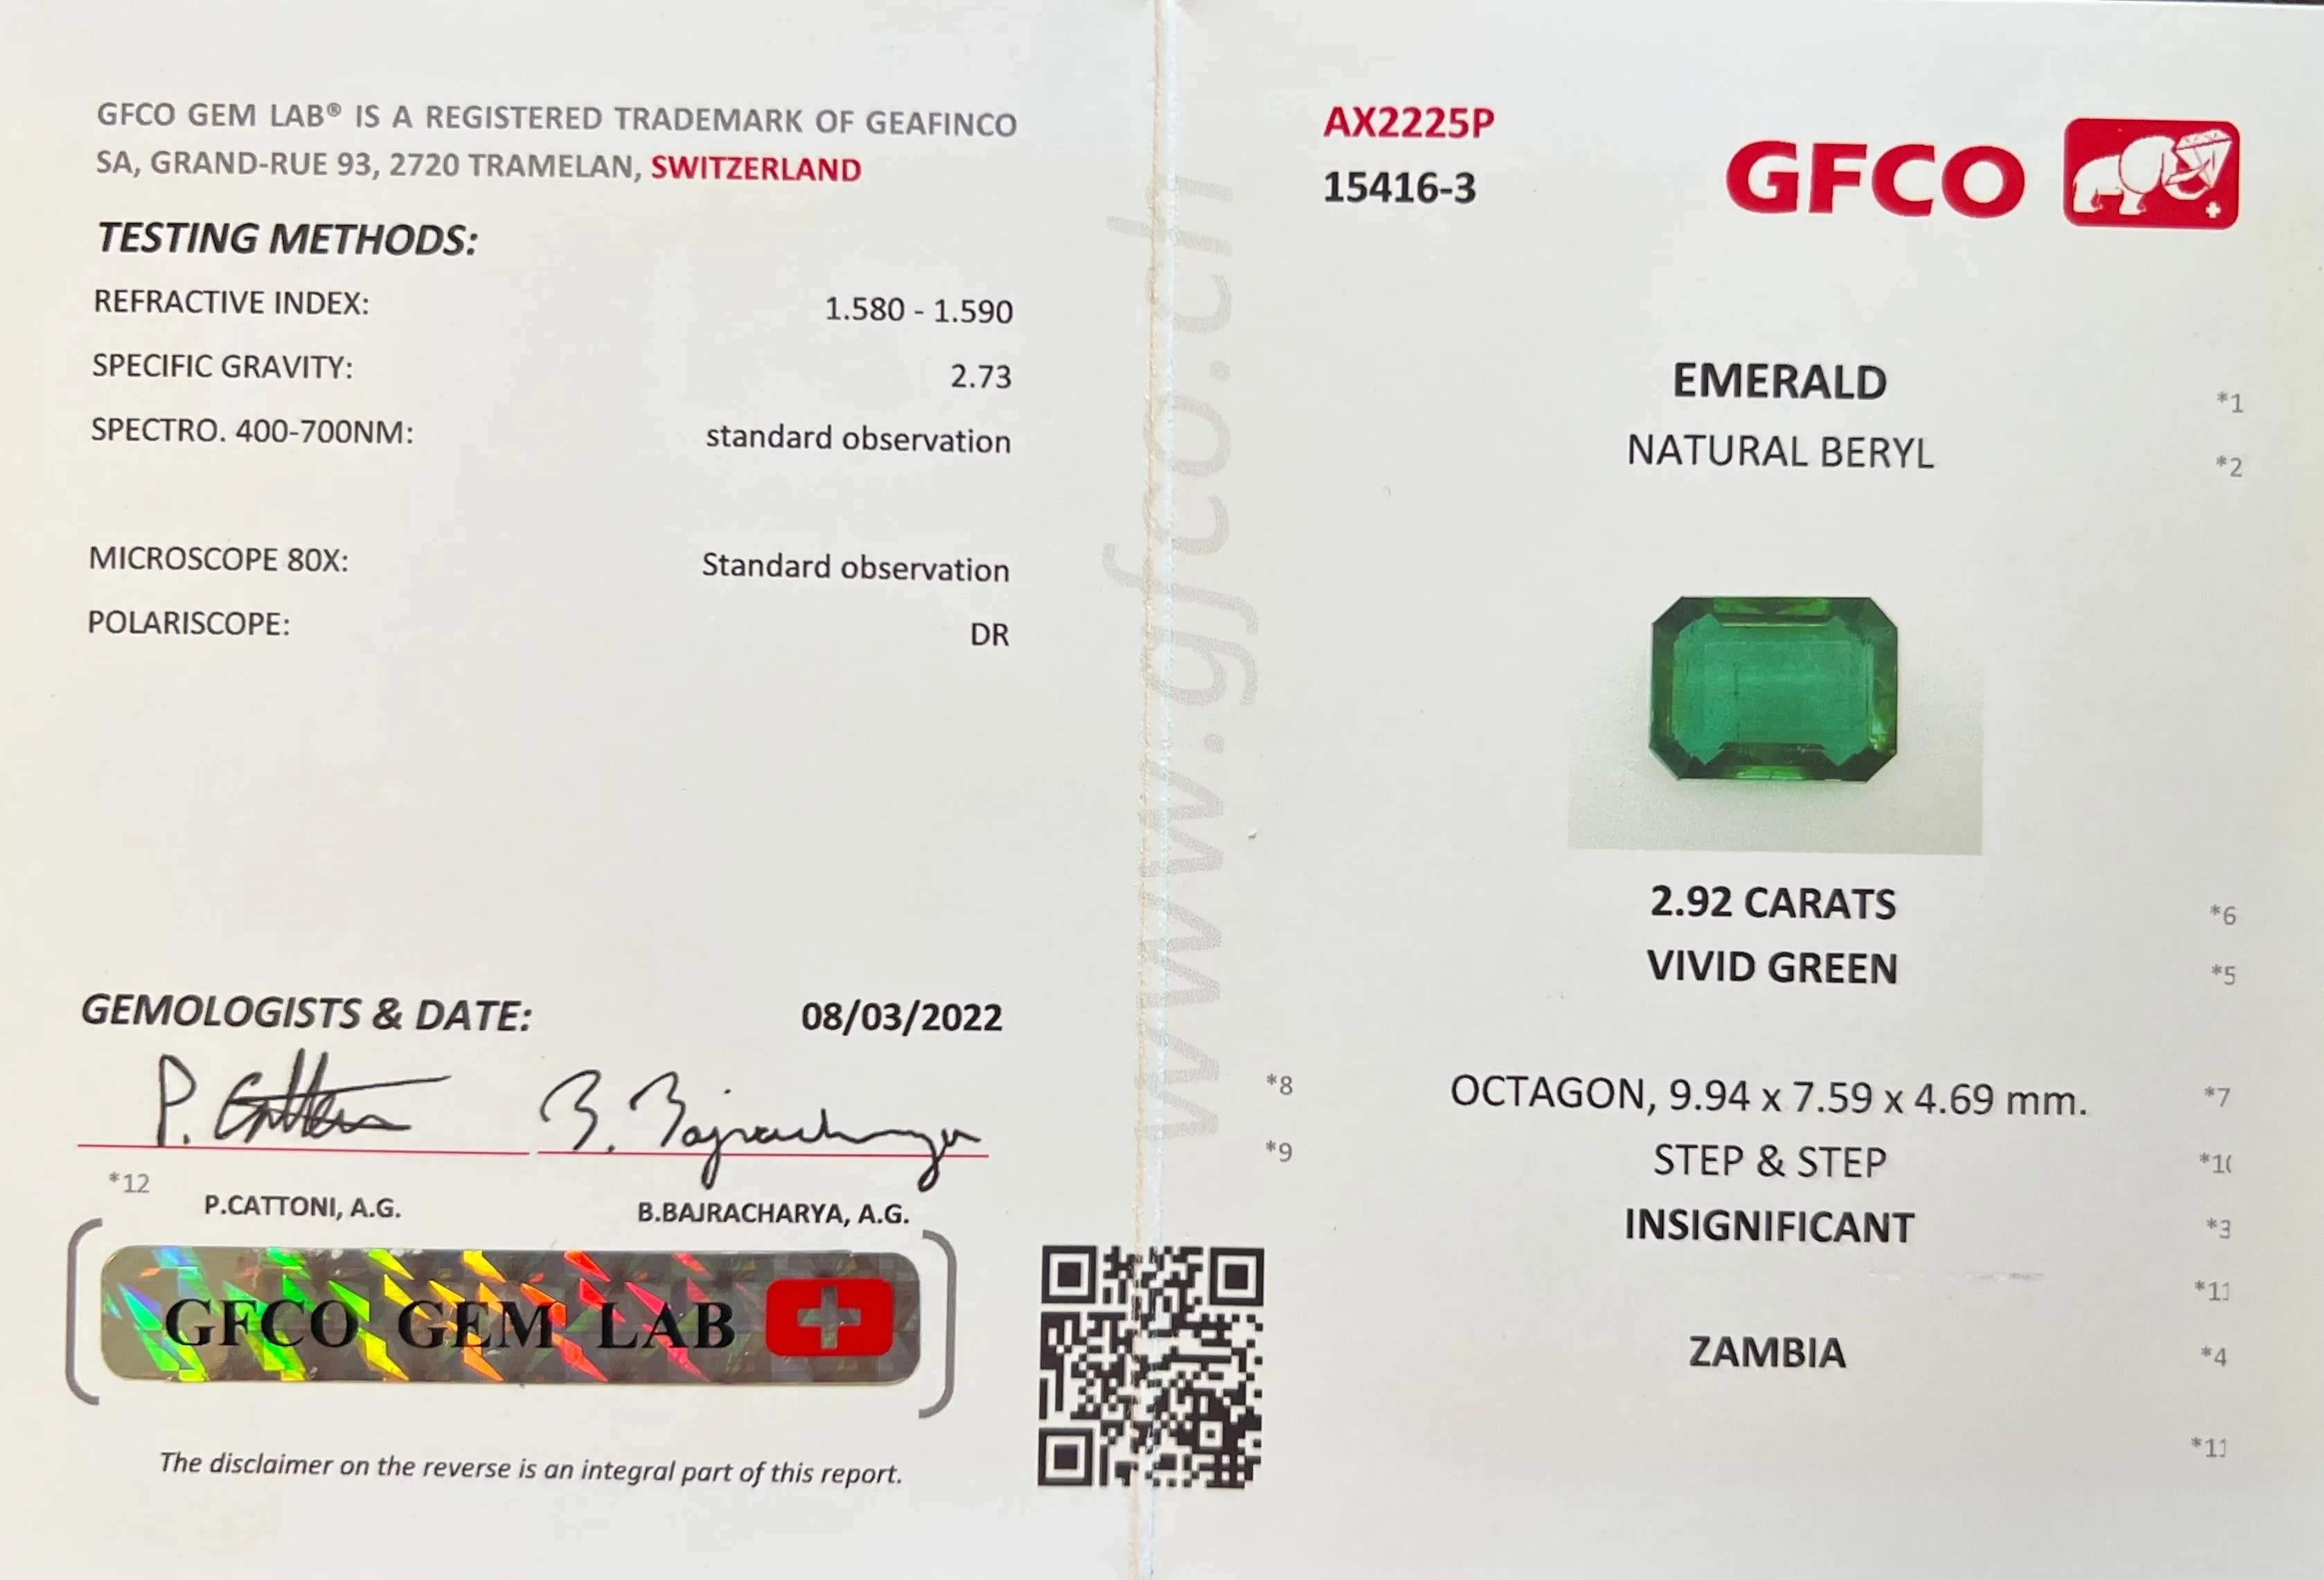 GFCO GEM LAB® IS A REGISTERED TRADEMARK OF GEAFINCO
SA, GRAND-RUE 93, 2720 TRAMELAN, SWITZERLAND
TESTING METHODS:
REFRACTIVE INDEX: 1.580 - 1.590
SPECIFIC GRAVITY: 2.73
SPECTRO. 400-700NM: standard observation
MICROSCOPE 80X: Standard observation
POLARISCOPE: DR
GEMOLOGISTS & DATE: 08/03/2022
P. Cattoni B. Bajracharya
*12
P.CATTONI, A.G. B.BAJRACHARYA, A.G.
GFCO GEM LAB
The disclaimer on the reverse is an integral part of this report.
www.gfco.ch
AX2225P
15416-3
GFCO
EMERALD *1
NATURAL BERYL *2
2.92 CARATS *6
VIVID GREEN *5
*8 OCTAGON, 9.94 x 7.59 x 4.69 mm. *7
*9 STEP & STEP *10
INSIGNIFICANT *3
*11
ZAMBIA *4
*11